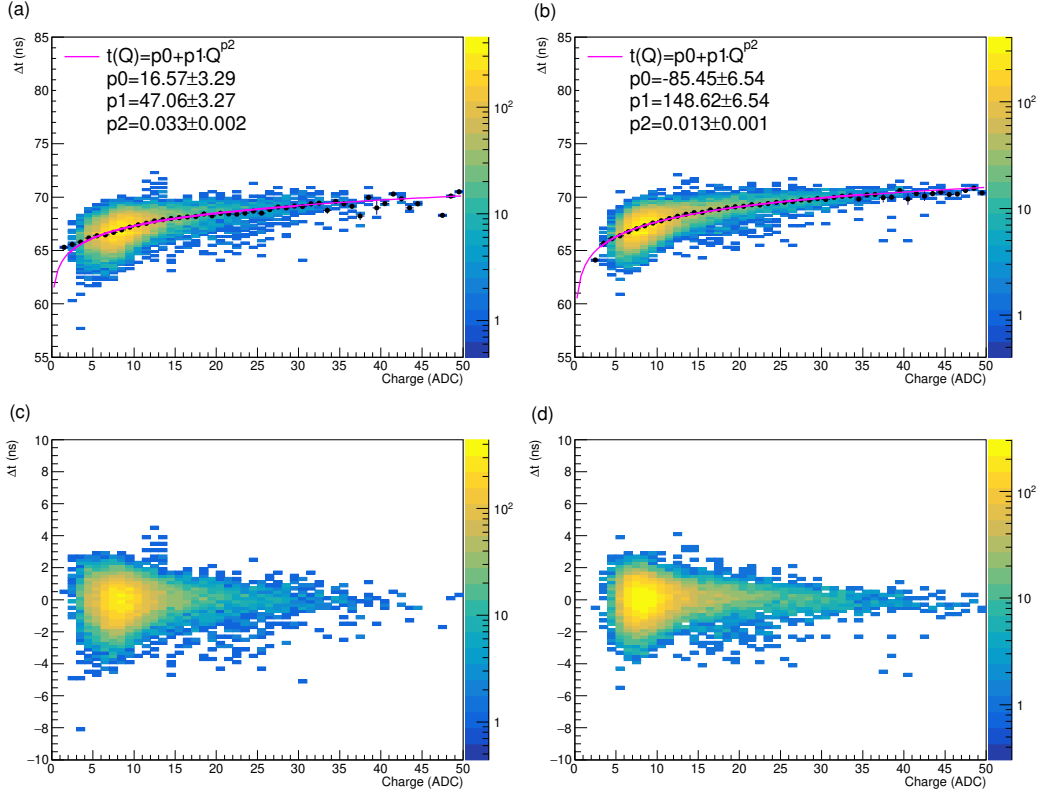 (a)
Δt (ns)
85
80
75
70
65
60
55
t(Q)=p0+p1·Q^p2
p0=16.57±3.29
p1=47.06±3.27
p2=0.033±0.002
0 5 10 15 20 25 30 35 40 45 50
Charge (ADC)
10²
10
1
(b)
Δt (ns)
85
80
75
70
65
60
55
t(Q)=p0+p1·Q^p2
p0=-85.45±6.54
p1=148.62±6.54
p2=0.013±0.001
0 5 10 15 20 25 30 35 40 45 50
Charge (ADC)
10²
10
1
(c)
Δt (ns)
10
8
6
4
2
0
−2
−4
−6
−8
−10
0 5 10 15 20 25 30 35 40 45 50
Charge (ADC)
10²
10
1
(d)
Δt (ns)
10
8
6
4
2
0
−2
−4
−6
−8
−10
0 5 10 15 20 25 30 35 40 45 50
Charge (ADC)
10²
10
1